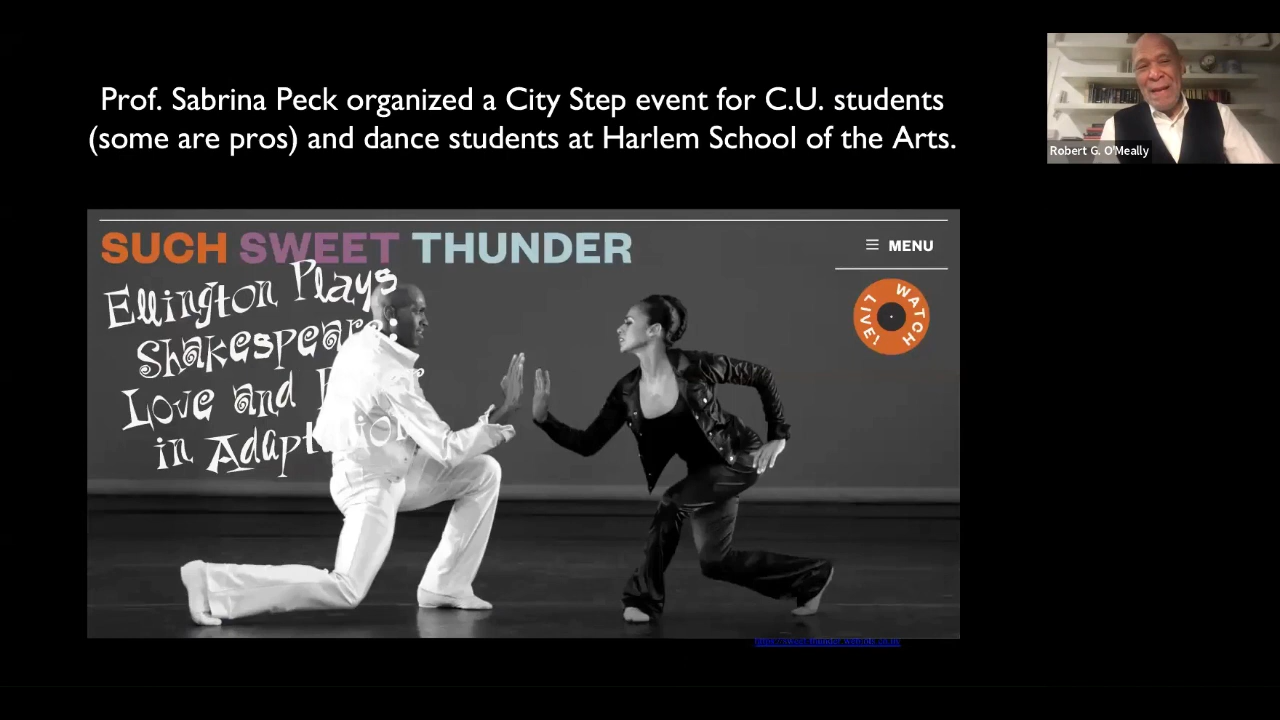 Prof. Sabrina Peck organized a City Step event for C.U. students
(some are pros) and dance students at Harlem School of the Arts.
Robert G. O'Meally
SUCH SWEET THUNDER
MENU
WATCH LIVE!
Ellington Plays
Shakespeare:
Love and
in Adaptation